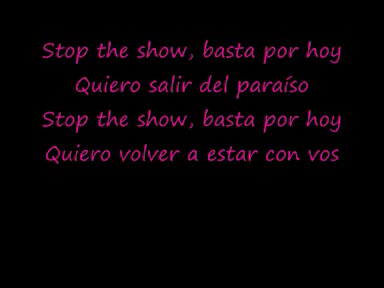 Stop the show, basta por hoy
Quiero salir del paraíso
Stop the show, basta por hoy
Quiero volver a estar con vos